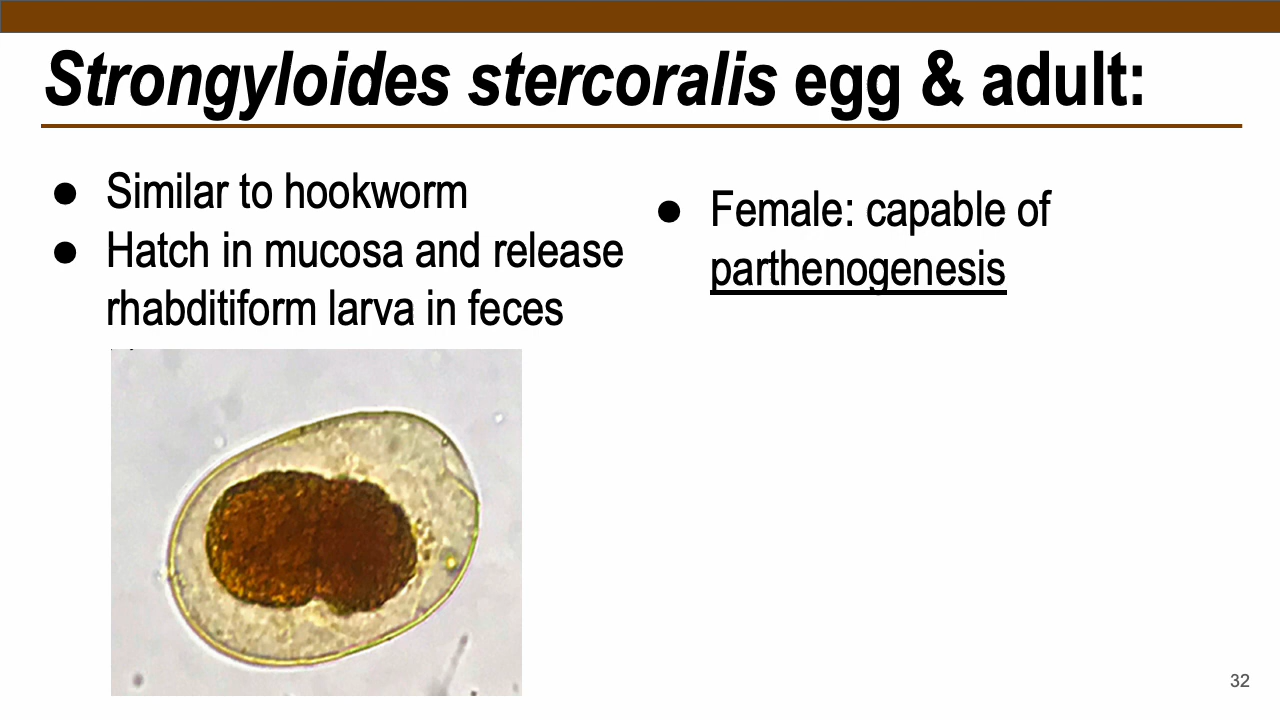 Strongyloides stercoralis egg & adult:
● Similar to hookworm
● Hatch in mucosa and release
rhabditiform larva in feces
● Female: capable of
parthenogenesis
32